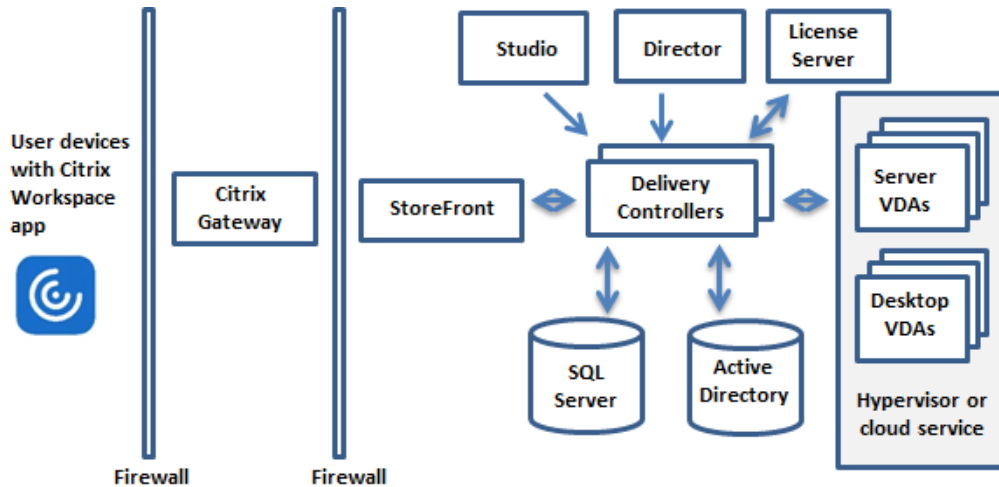 User devices
with Citrix
Workspace
app
Firewall
Citrix
Gateway
Firewall
StoreFront
Studio
Director
License
Server
Delivery
Controllers
SQL
Server
Active
Directory
Server
VDAs
Desktop
VDAs
Hypervisor or
cloud service